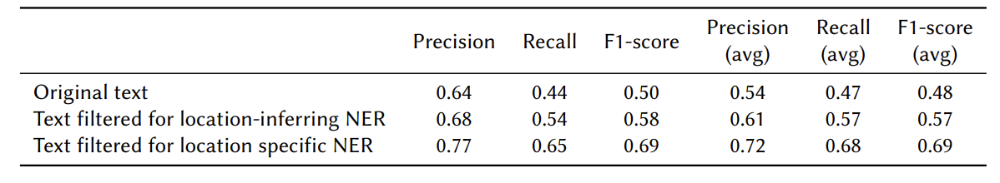 Precision Recall F1-score Precision (avg) Recall (avg) F1-score (avg)
Original text 0.64 0.44 0.50 0.54 0.47 0.48
Text filtered for location-inferring NER 0.68 0.54 0.58 0.61 0.57 0.57
Text filtered for location specific NER 0.77 0.65 0.69 0.72 0.68 0.69